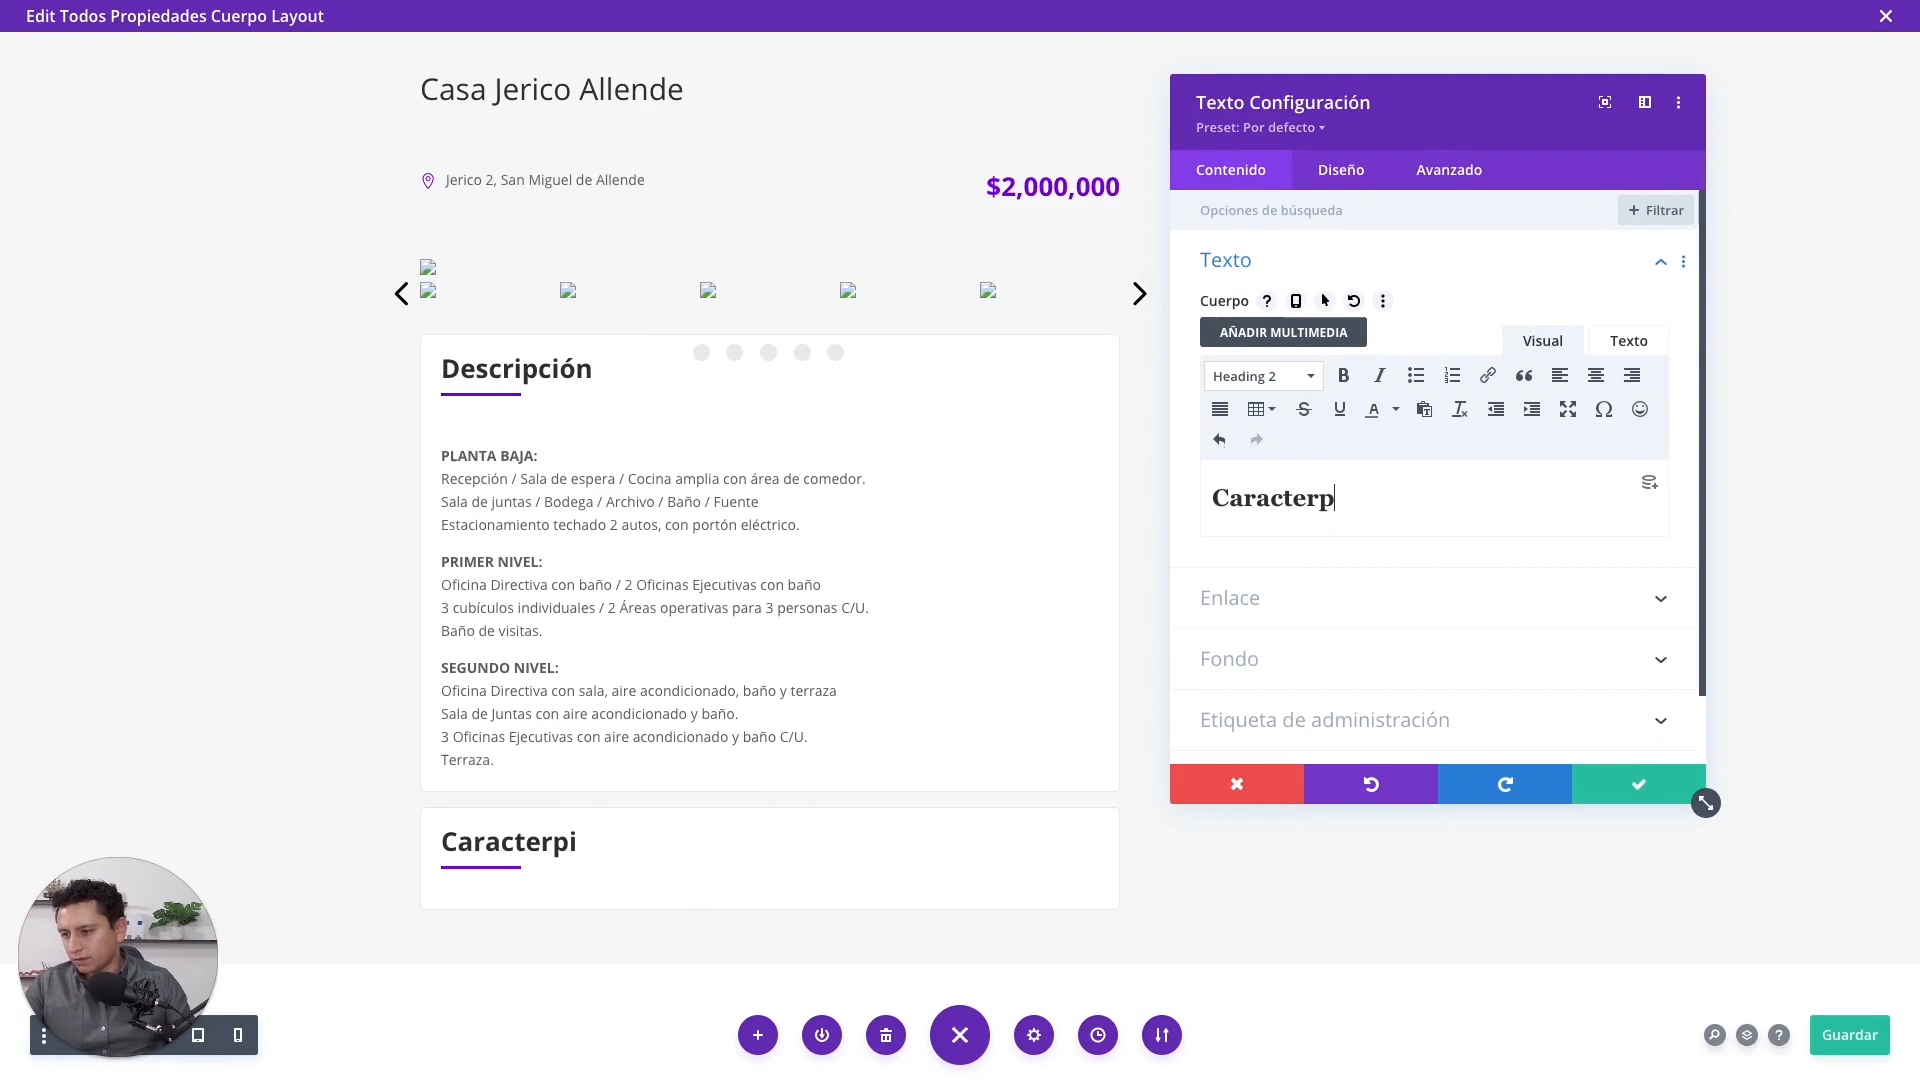 Edit Todos Propiedades Cuerpo Layout
Casa Jerico Allende
Jerico 2, San Miguel de Allende
$2,000,000
Descripción
PLANTA BAJA:
Recepción / Sala de espera / Cocina amplia con área de comedor.
Sala de juntas / Bodega / Archivo / Baño / Fuente
Estacionamiento techado 2 autos, con portón eléctrico.
PRIMER NIVEL:
Oficina Directiva con baño / 2 Oficinas Ejecutivas con baño
3 cubículos individuales / 2 Áreas operativas para 3 personas C/U.
Baño de visitas.
SEGUNDO NIVEL:
Oficina Directiva con sala, aire acondicionado, baño y terraza
Sala de Juntas con aire acondicionado y baño.
3 Oficinas Ejecutivas con aire acondicionado y baño C/U.
Terraza.
Caracterpi
Texto Configuración
Preset: Por defecto
Contenido Diseño Avanzado
Opciones de búsqueda + Filtrar
Texto
Cuerpo
AÑADIR MULTIMEDIA
Visual Texto
Heading 2
Caracterp
Enlace
Fondo
Etiqueta de administración
Guardar